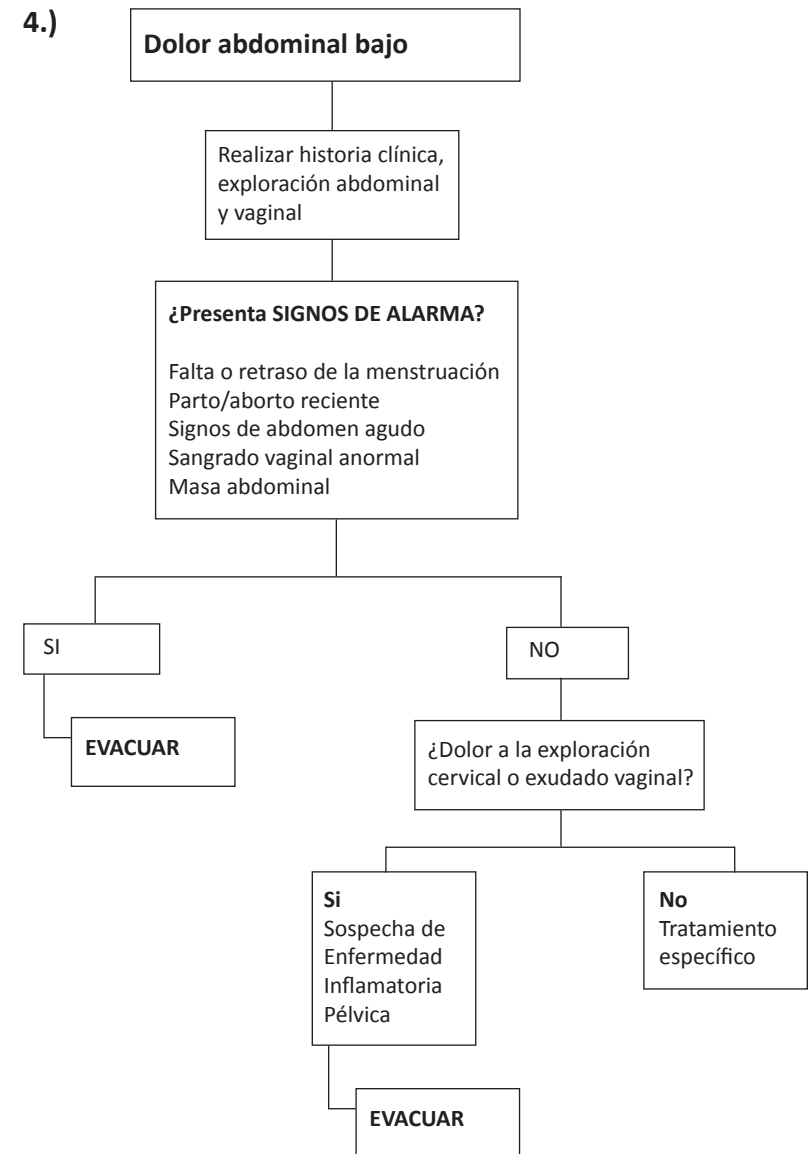 4.)
Dolor abdominal bajo
Realizar historia clínica,
exploración abdominal
y vaginal
¿Presenta SIGNOS DE ALARMA?
Falta o retraso de la menstruación
Parto/aborto reciente
Signos de abdomen agudo
Sangrado vaginal anormal
Masa abdominal
SI
NO
EVACUAR
¿Dolor a la exploración
cervical o exudado vaginal?
Si
Sospecha de
Enfermedad
Inflamatoria
Pélvica
No
Tratamiento
específico
EVACUAR